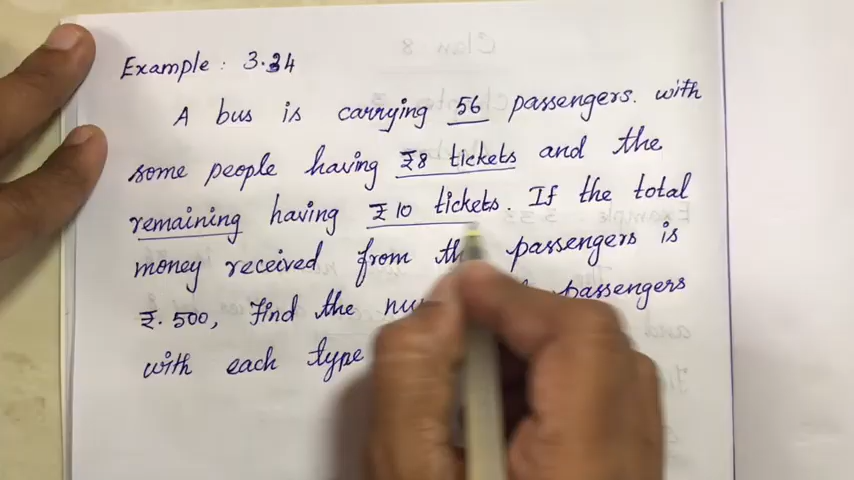 Example : 3.34
A bus is carrying 56 passengers. with
some people having ₹8 tickets and the
remaining having ₹10 tickets. If the total
money received from passengers is
₹. 500, Find the passengers
with each type